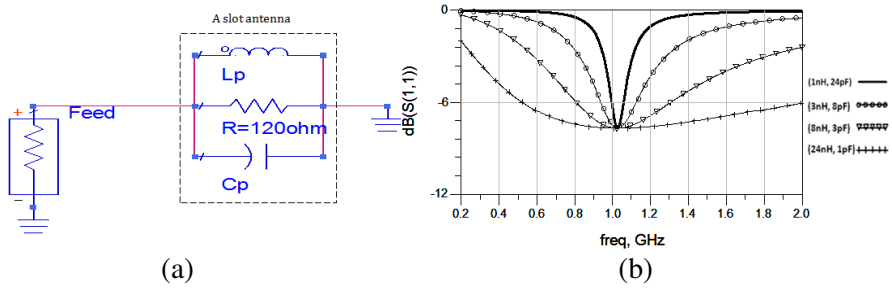 A slot antenna
Lp
Feed
R=120ohm
Cp
+
−
(a)
(b)
dB(S(1,1))
0
-6
-12
0.2 0.4 0.6 0.8 1.0 1.2 1.4 1.6 1.8 2.0
freq, GHz
(1nH, 24pF)
(3nH, 8pF)
(8nH, 3pF)
(24nH, 1pF)